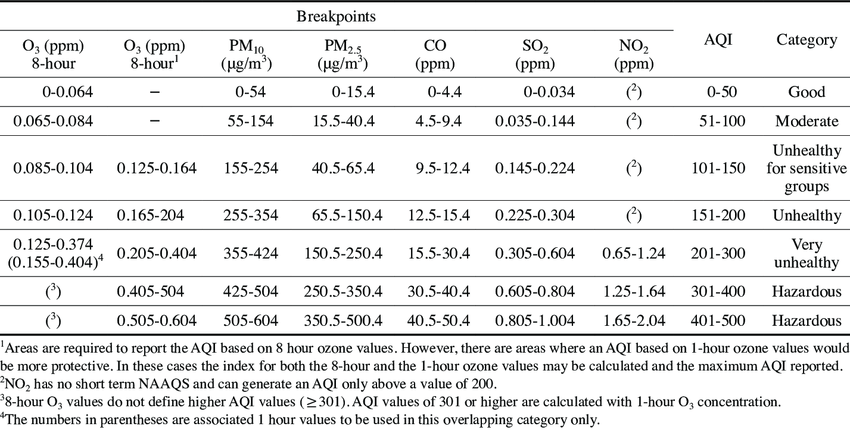 Breakpoints
O₃ (ppm) 8-hour O₃ (ppm) 8-hour¹ PM₁₀ (μg/m³) PM₂.₅ (μg/m³) CO (ppm) SO₂ (ppm) NO₂ (ppm) AQI Category
0-0.064 − 0-54 0-15.4 0-4.4 0-0.034 (²) 0-50 Good
0.065-0.084 − 55-154 15.5-40.4 4.5-9.4 0.035-0.144 (²) 51-100 Moderate
0.085-0.104 0.125-0.164 155-254 40.5-65.4 9.5-12.4 0.145-0.224 (²) 101-150 Unhealthy for sensitive groups
0.105-0.124 0.165-204 255-354 65.5-150.4 12.5-15.4 0.225-0.304 (²) 151-200 Unhealthy
0.125-0.374 (0.155-0.404)⁴ 0.205-0.404 355-424 150.5-250.4 15.5-30.4 0.305-0.604 0.65-1.24 201-300 Very unhealthy
(³) 0.405-504 425-504 250.5-350.4 30.5-40.4 0.605-0.804 1.25-1.64 301-400 Hazardous
(³) 0.505-0.604 505-604 350.5-500.4 40.5-50.4 0.805-1.004 1.65-2.04 401-500 Hazardous
¹Areas are required to report the AQI based on 8 hour ozone values. However, there are areas where an AQI based on 1-hour ozone values would
be more protective. In these cases the index for both the 8-hour and the 1-hour ozone values may be calculated and the maximum AQI reported.
²NO₂ has no short term NAAQS and can generate an AQI only above a value of 200.
³8-hour O₃ values do not define higher AQI values (≥301). AQI values of 301 or higher are calculated with 1-hour O₃ concentration.
⁴The numbers in parentheses are associated 1 hour values to be used in this overlapping category only.